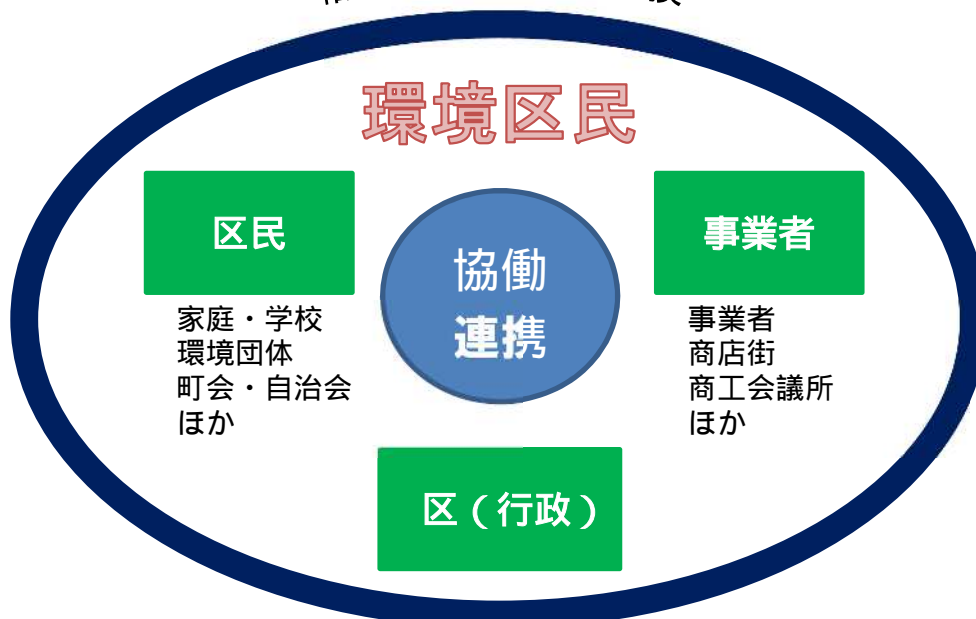 環境区民
区民
家庭・学校
環境団体
町会・自治会
ほか
協働
連携
事業者
事業者
商店街
商工会議所
ほか
区（行政）